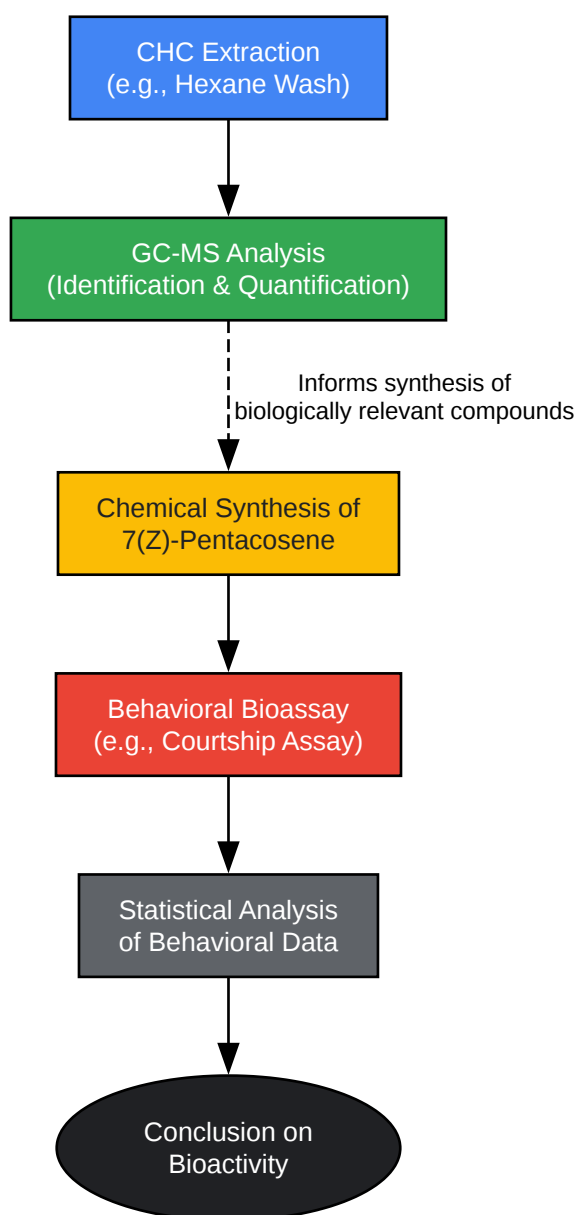 CHC Extraction
(e.g., Hexane Wash)
GC-MS Analysis
(Identification & Quantification)
Informs synthesis of
biologically relevant compounds
Chemical Synthesis of
7(Z)-Pentacosene
Behavioral Bioassay
(e.g., Courtship Assay)
Statistical Analysis
of Behavioral Data
Conclusion on
Bioactivity